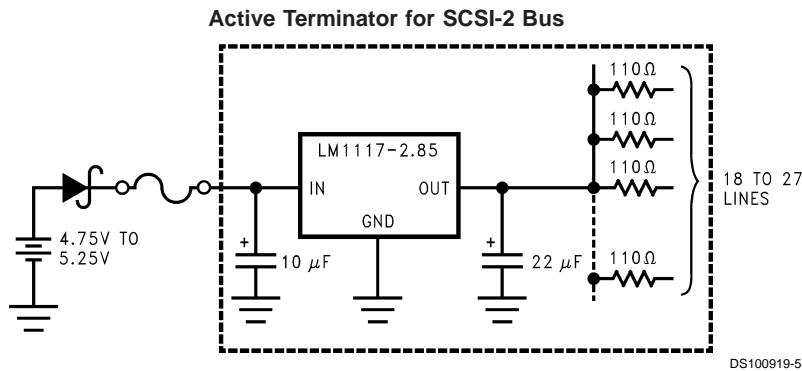 Active Terminator for SCSI-2 Bus
110Ω
110Ω
LM1117-2.85
110Ω
IN
OUT
18 TO 27
LINES
GND
4.75V TO
5.25V
+
10 μF
+
22 μF
110Ω
DS100919-5